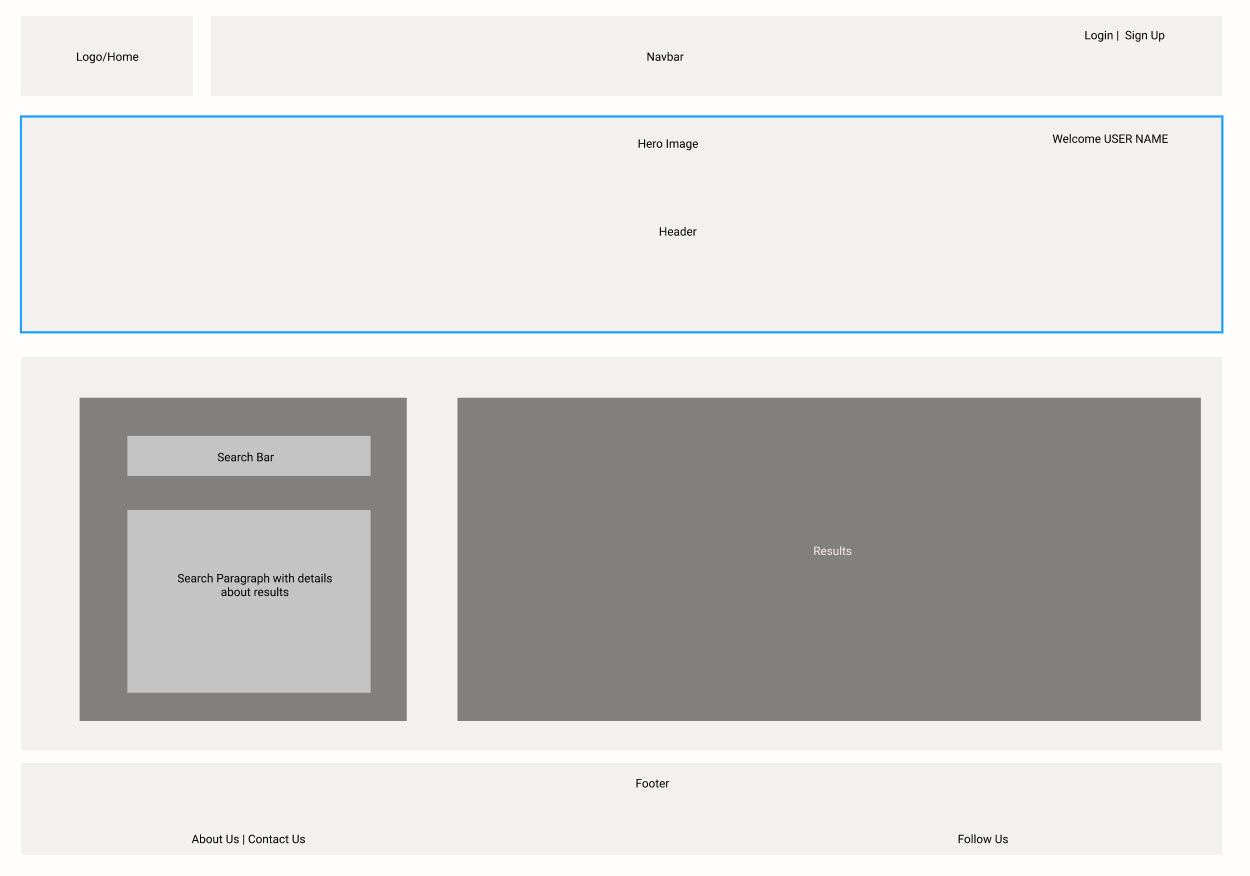 Logo/Home
Navbar
Login |  Sign Up
Hero Image
Welcome USER NAME
Header
Search Bar
Search Paragraph with details
about results
Results
Footer
About Us | Contact Us
Follow Us